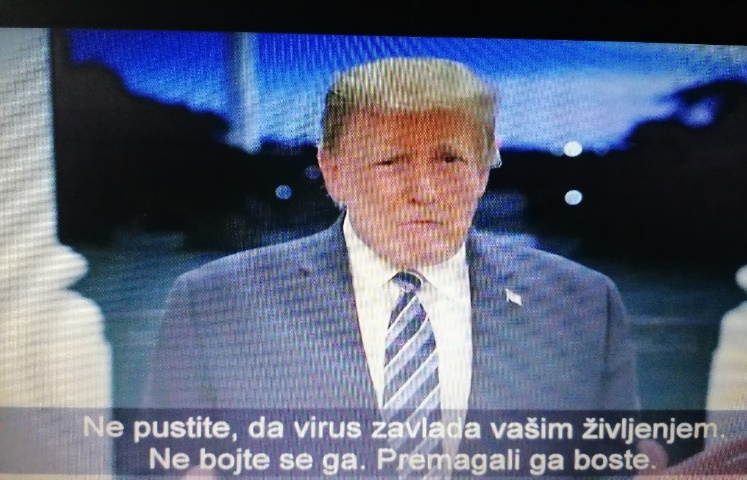 Ne pustite, da virus zavlada vašim življenjem.
Ne bojte se ga. Premagali ga boste.